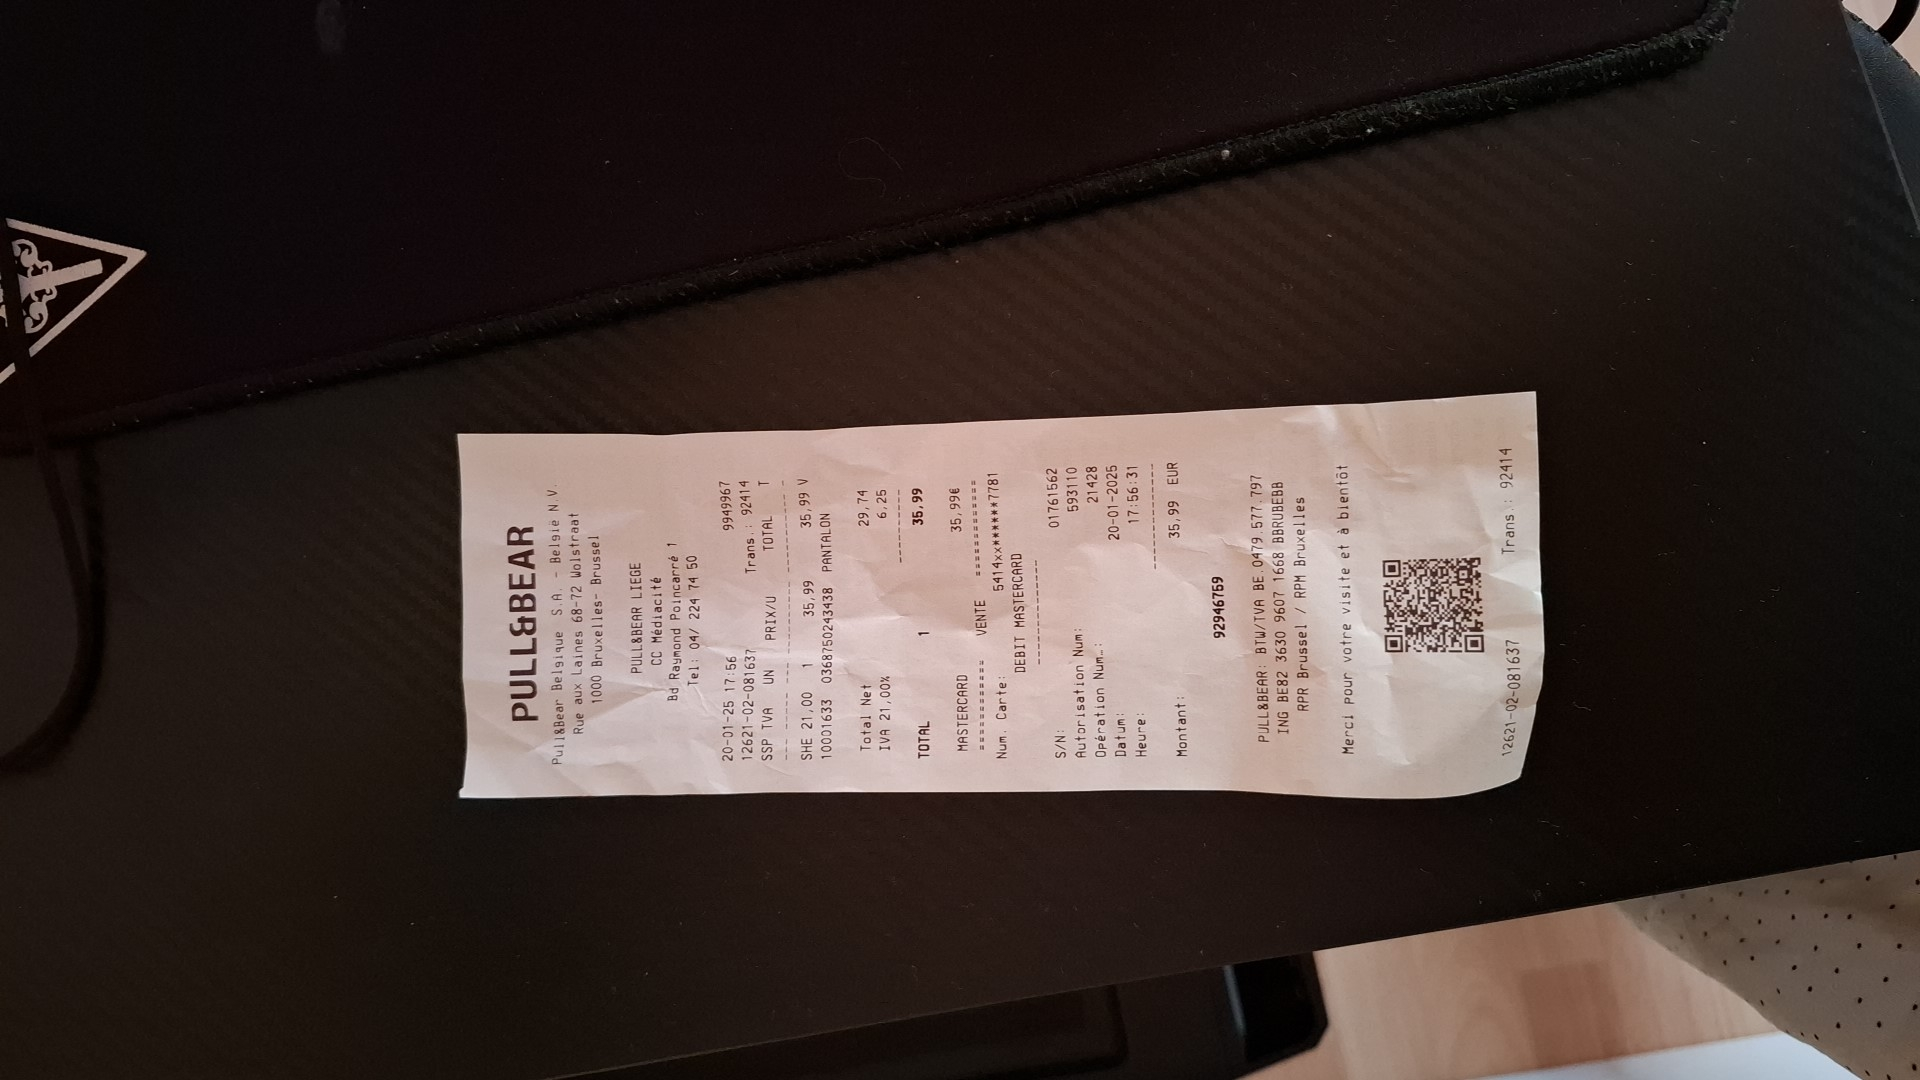 PULL&BEAR
Pull&Bear Belgique S.A. - België N.V.
Rue aux Laines 68-72 Wolstraat
1000 Bruxelles- Brussel
PULL&BEAR LIEGE
CC Médiacité
Bd Raymond Poincarré 1
Tel: 04/ 224 74 50
20-01-25 17:56 9949967
12621-02-081637 Trans.: 92414
SSP TVA UN PRIX/U TOTAL T
SHE 21,00 1 35,99 35,99 V
10001633 0368750243438 PANTALON
Total Net 29,74
IVA 21,00% 6,25
TOTAL 1 35,99
MASTERCARD 35,99€
============ VENTE ============
Num. Carte: 5414xx******7781
DEBIT MASTERCARD
S/N: 01761562
Autorisation Num: 593110
Opération Num.: 21428
Datum: 20-01-2025
Heure: 17:56:31
Montant: 35,99 EUR
92946759
PULL&BEAR: BTW/TVA BE.0479.577.797
ING BE82 3630 9607 1668 BBRUBEBB
RPR Brussel / RPM Bruxelles
Merci pour votre visite et à bientôt
12621-02-081637 Trans.: 92414